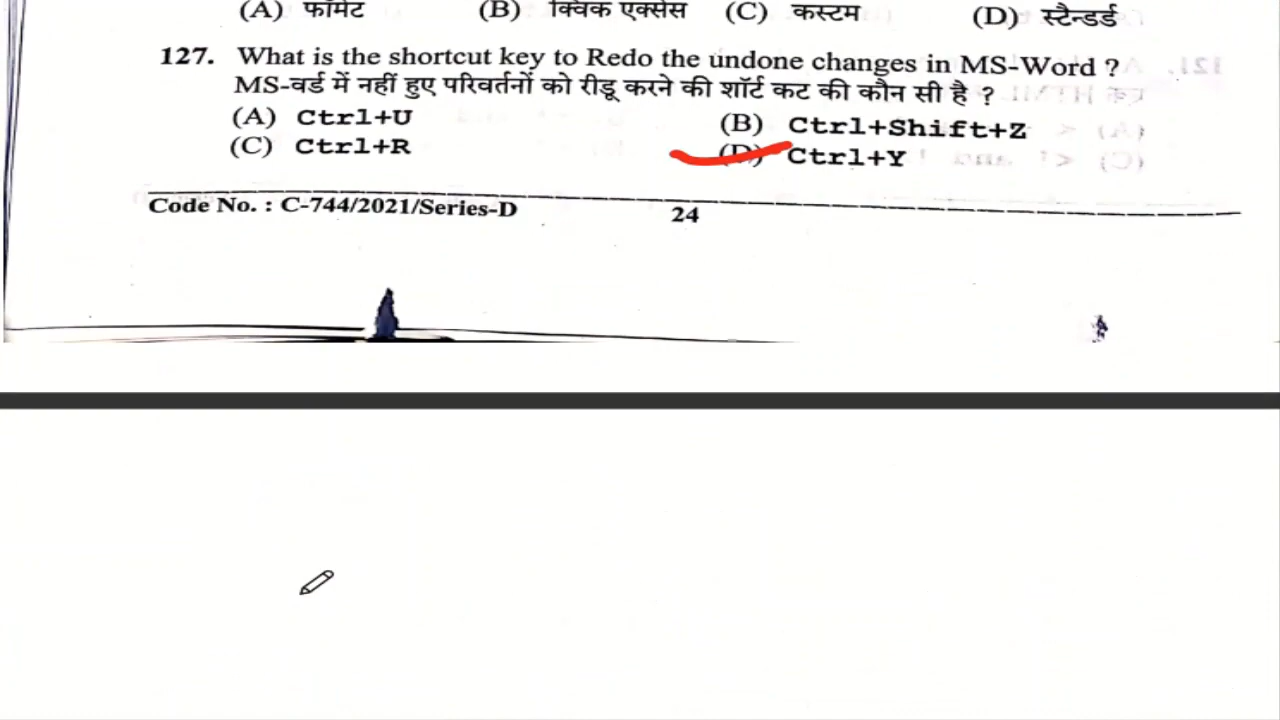 (A) फॉर्मेट (B) क्विक एक्सेस (C) कस्टम (D) स्टैन्डर्ड
127. What is the shortcut key to Redo the undone changes in MS-Word ?
MS-वर्ड में नहीं हुए परिवर्तनों को रीडू करने की शॉर्ट कट की कौन सी है ?
(A) Ctrl+U (B) Ctrl+Shift+Z
(C) Ctrl+R (D) Ctrl+Y
Code No. : C-744/2021/Series-D 24